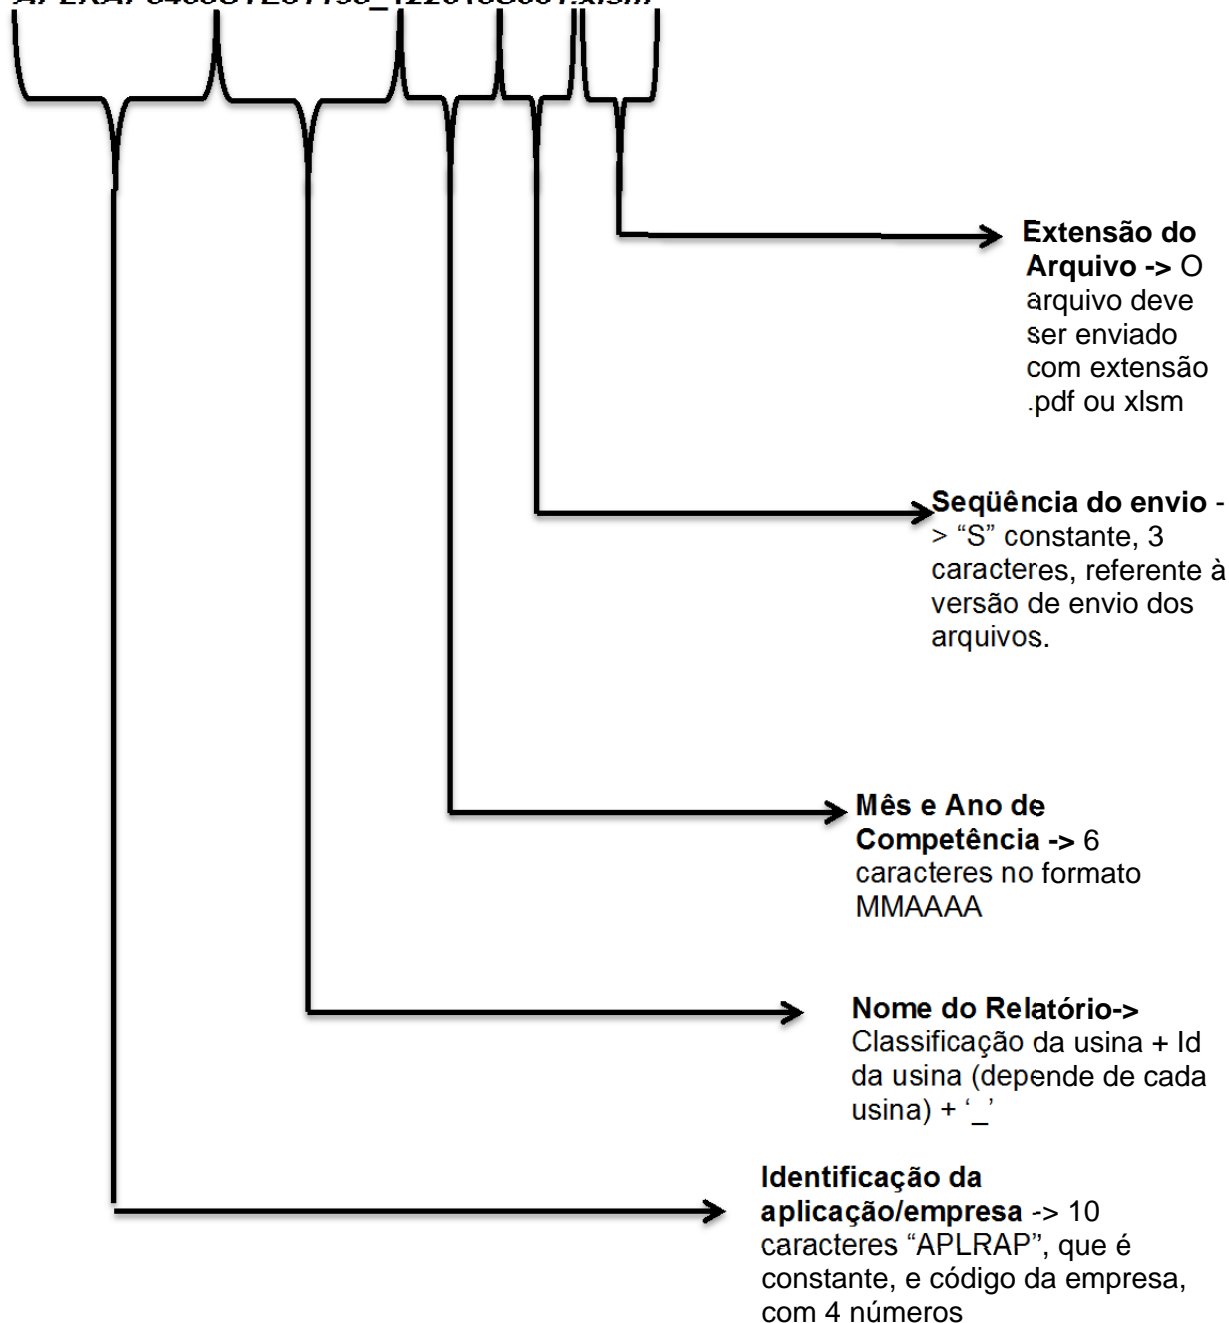 Extensão do
Arquivo -> O
arquivo deve
ser enviado
com extensão
.pdf ou xlsm
Seqüência do envio -
> “S” constante, 3
caracteres, referente à
versão de envio dos
arquivos.
Mês e Ano de
Competência -> 6
caracteres no formato
MMAAAA
Nome do Relatório->
Classificação da usina + Id
da usina (depende de cada
usina) + ‘_’
Identificação da
aplicação/empresa -> 10
caracteres “APLRAP”, que é
constante, e código da empresa,
com 4 números